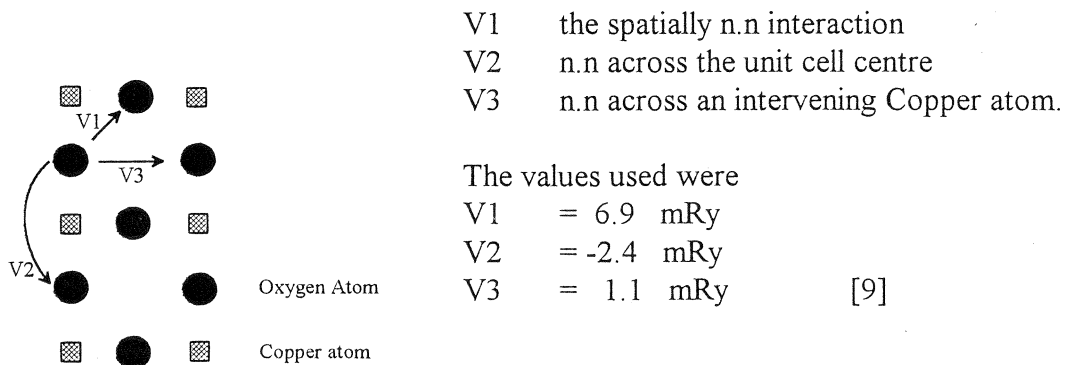 V1 the spatially n.n interaction
V2 n.n across the unit cell centre
V3 n.n across an intervening Copper atom.
The values used were
V1 = 6.9 mRy
V2 = -2.4 mRy
V3 = 1.1 mRy [9]
V1
V3
V2
Oxygen Atom
Copper atom